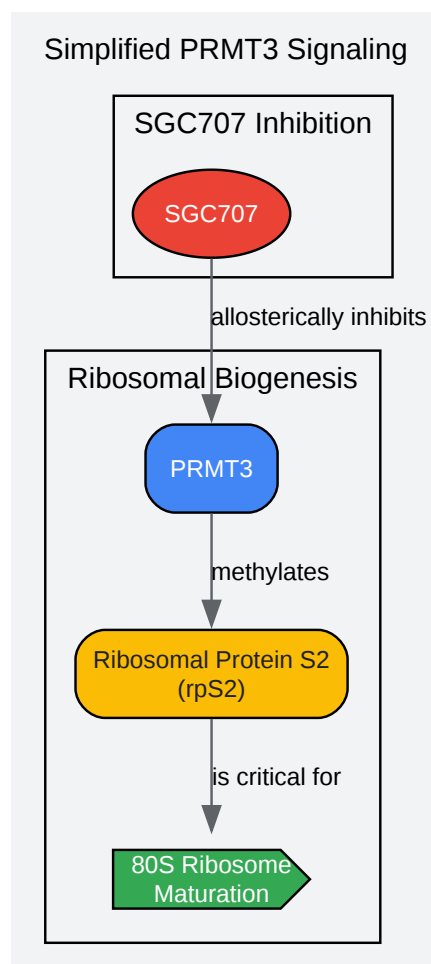 Simplified PRMT3 Signaling
SGC707 Inhibition
SGC707
allosterically inhibits
Ribosomal Biogenesis
PRMT3
methylates
Ribosomal Protein S2
(rpS2)
is critical for
80S Ribosome
Maturation